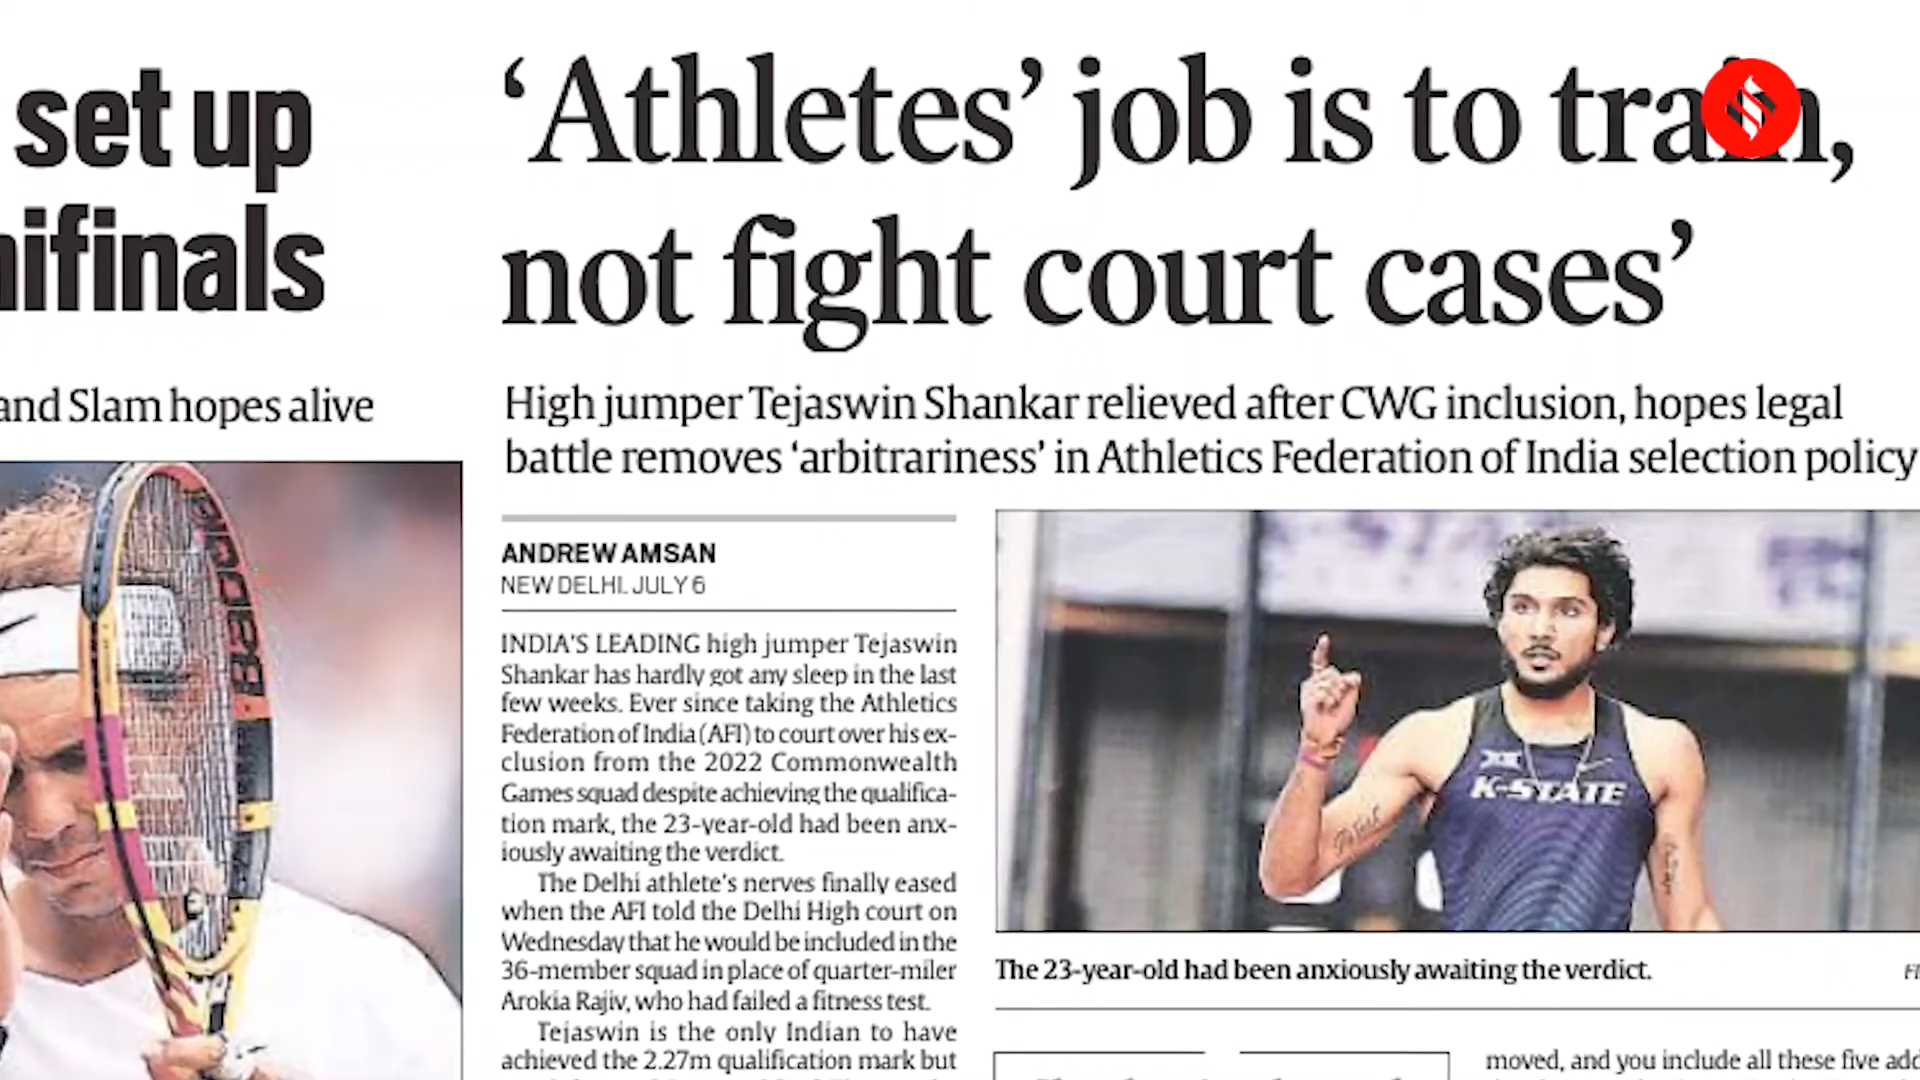 set up
ifinals
and Slam hopes alive
‘Athletes’ job is to train,
not fight court cases’
High jumper Tejaswin Shankar relieved after CWG inclusion, hopes legal
battle removes ‘arbitrariness’ in Athletics Federation of India selection policy
ANDREW AMSAN
NEW DELHI, JULY 6
INDIA’S LEADING high jumper Tejaswin
Shankar has hardly got any sleep in the last
few weeks. Ever since taking the Athletics
Federation of India (AFI) to court over his ex-
clusion from the 2022 Commonwealth
Games squad despite achieving the qualifica-
tion mark, the 23-year-old had been anx-
iously awaiting the verdict.
The Delhi athlete’s nerves finally eased
when the AFI told the Delhi High court on
Wednesday that he would be included in the
36-member squad in place of quarter-miler
Arokia Rajiv, who had failed a fitness test.
Tejaswin is the only Indian to have
achieved the 2.27m qualification mark but
K-STATE
The 23-year-old had been anxiously awaiting the verdict.
moved, and you include all these five add